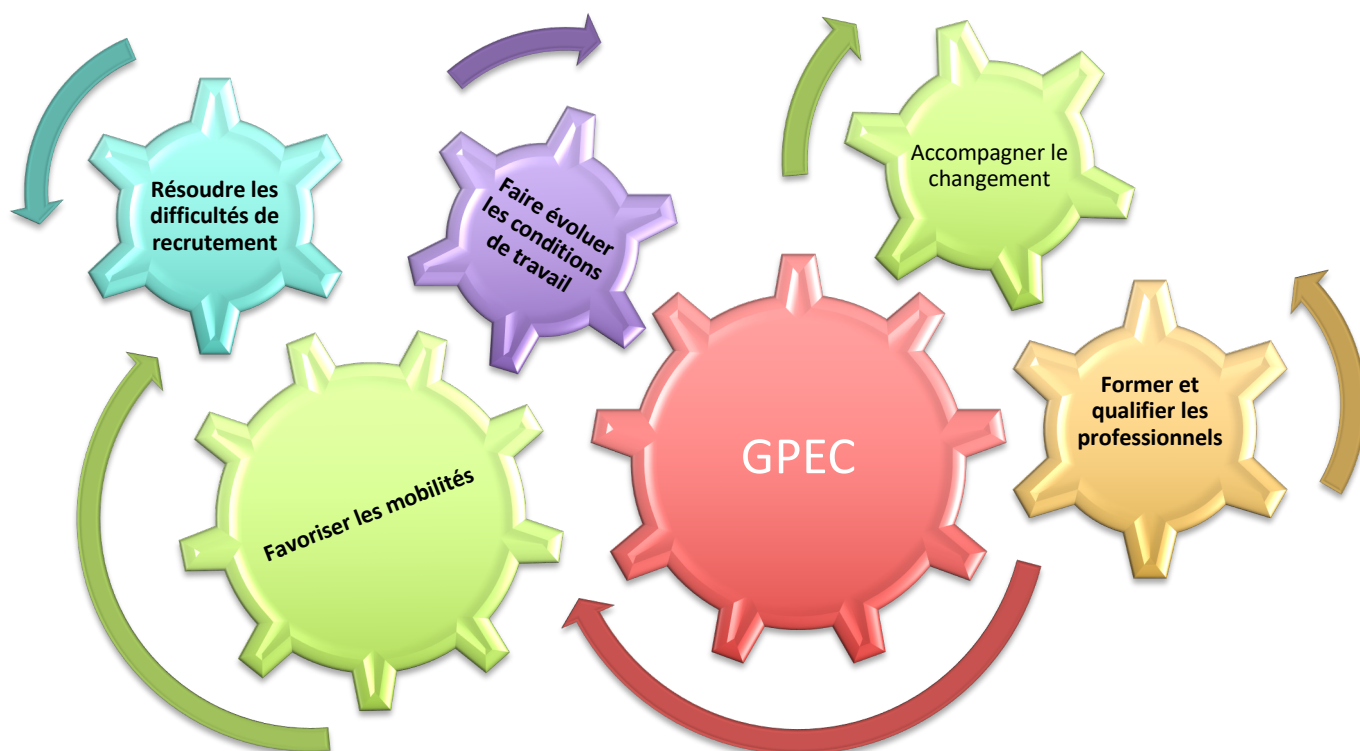 Résoudre les
difficultés de
recrutement
Faire évoluer
les conditions
de travail
Accompagner le
changement
Favoriser les mobilités
GPEC
Former et
qualifier les
professionnels